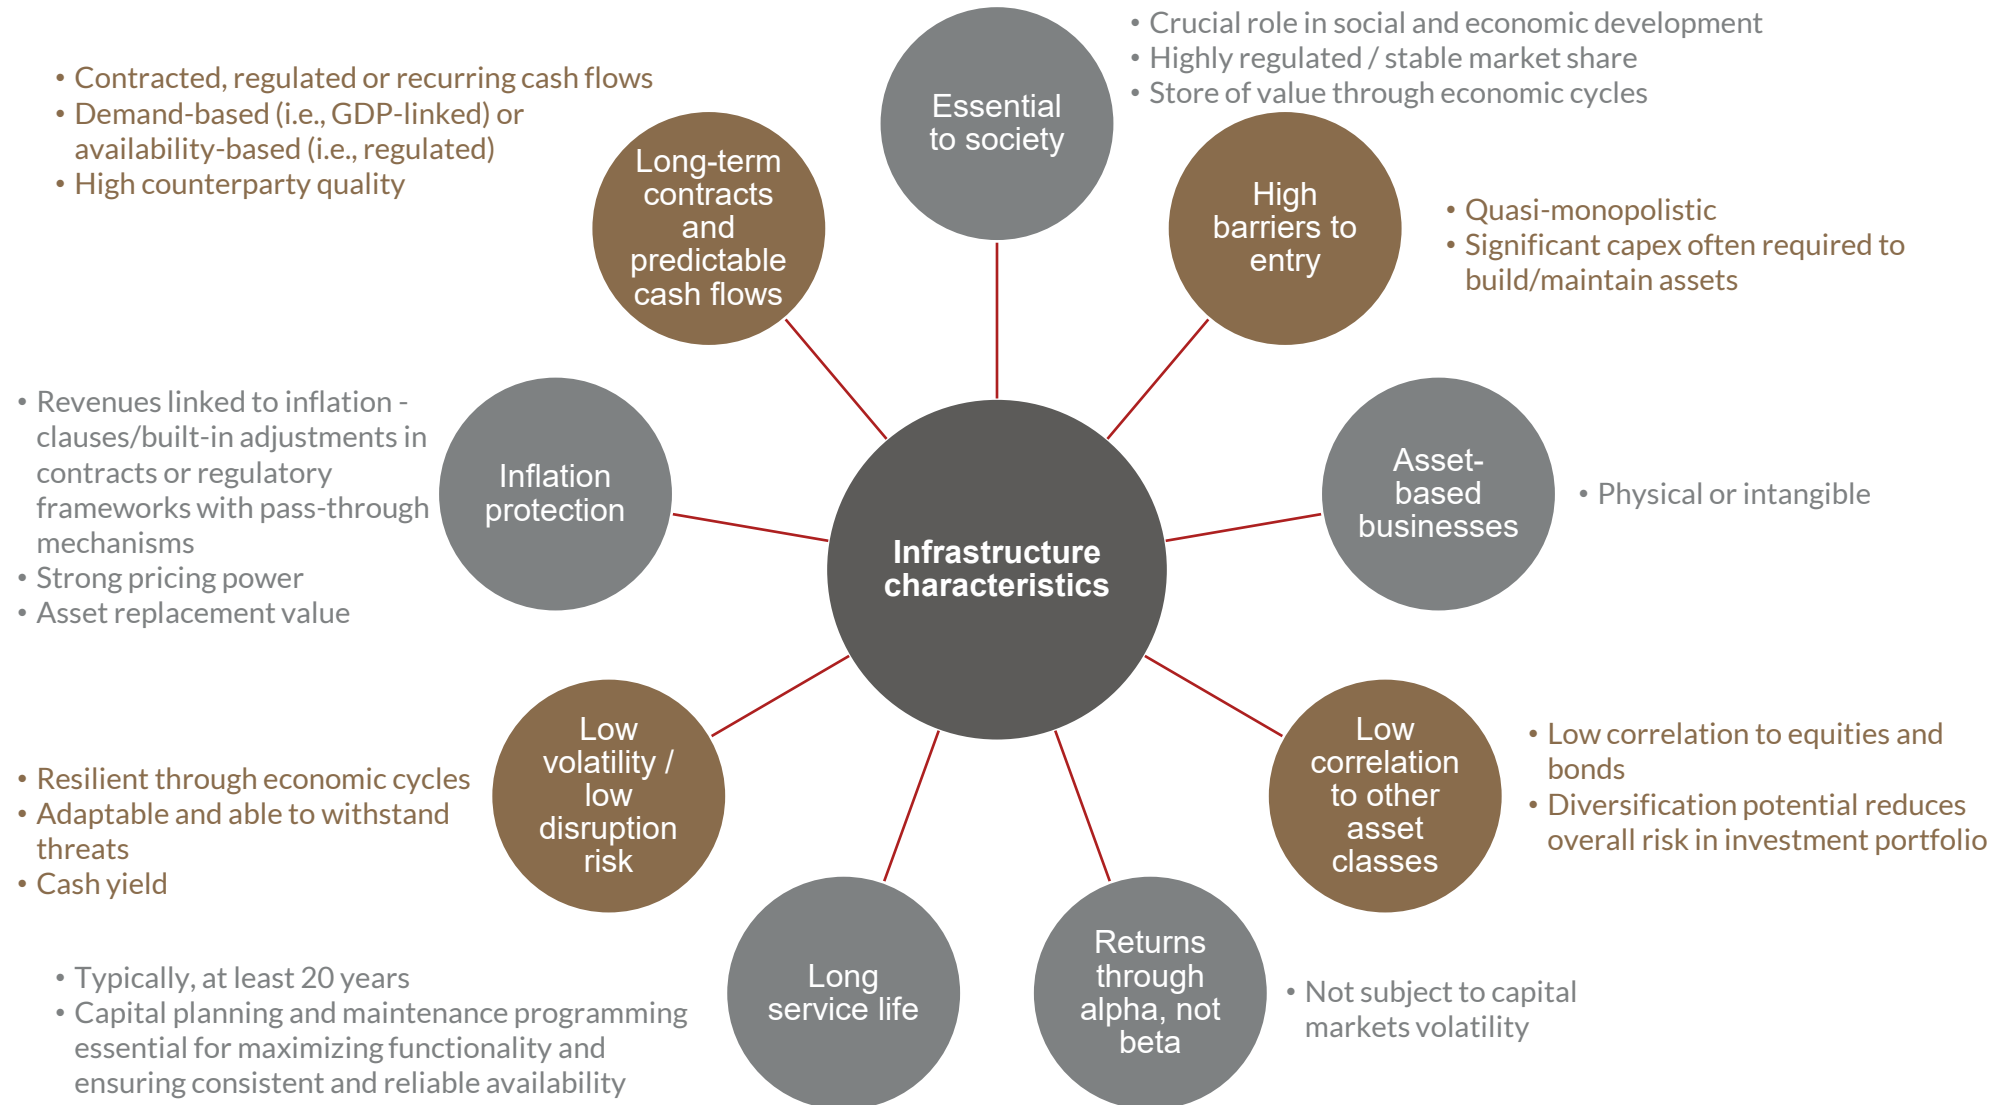 Essential
to society
• Crucial role in social and economic development
• Highly regulated / stable market share
• Store of value through economic cycles
High
barriers to
entry
• Quasi-monopolistic
• Significant capex often required to
build/maintain assets
Asset-
based
businesses
• Physical or intangible
Low
correlation
to other
asset
classes
• Low correlation to equities and
bonds
• Diversification potential reduces
overall risk in investment portfolio
Returns
through
alpha, not
beta
• Not subject to capital
markets volatility
Long
service life
• Typically, at least 20 years
• Capital planning and maintenance programming
essential for maximizing functionality and
ensuring consistent and reliable availability
Low
volatility /
low
disruption
risk
• Resilient through economic cycles
• Adaptable and able to withstand
threats
• Cash yield
Inflation
protection
• Revenues linked to inflation -
clauses/built-in adjustments in
contracts or regulatory
frameworks with pass-through
mechanisms
• Strong pricing power
• Asset replacement value
Long-term
contracts
and
predictable
cash flows
• Contracted, regulated or recurring cash flows
• Demand-based (i.e., GDP-linked) or
availability-based (i.e., regulated)
• High counterparty quality
Infrastructure
characteristics